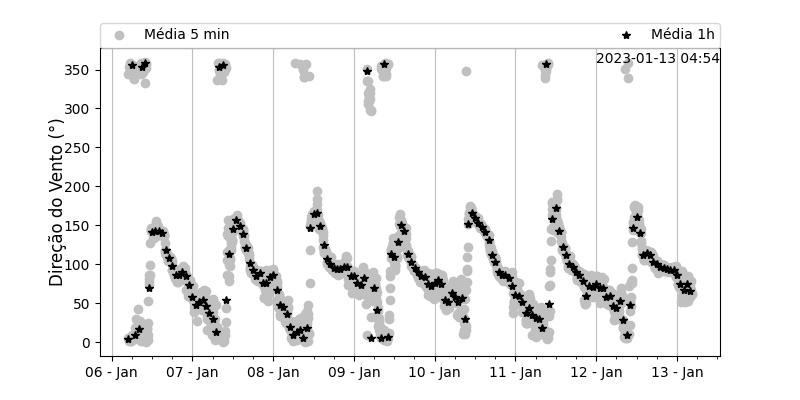 Média 5 min
Média 1h
2023-01-13 04:54
Direção do Vento (°)
350
300
250
200
150
100
50
0
06 - Jan
07 - Jan
08 - Jan
09 - Jan
10 - Jan
11 - Jan
12 - Jan
13 - Jan